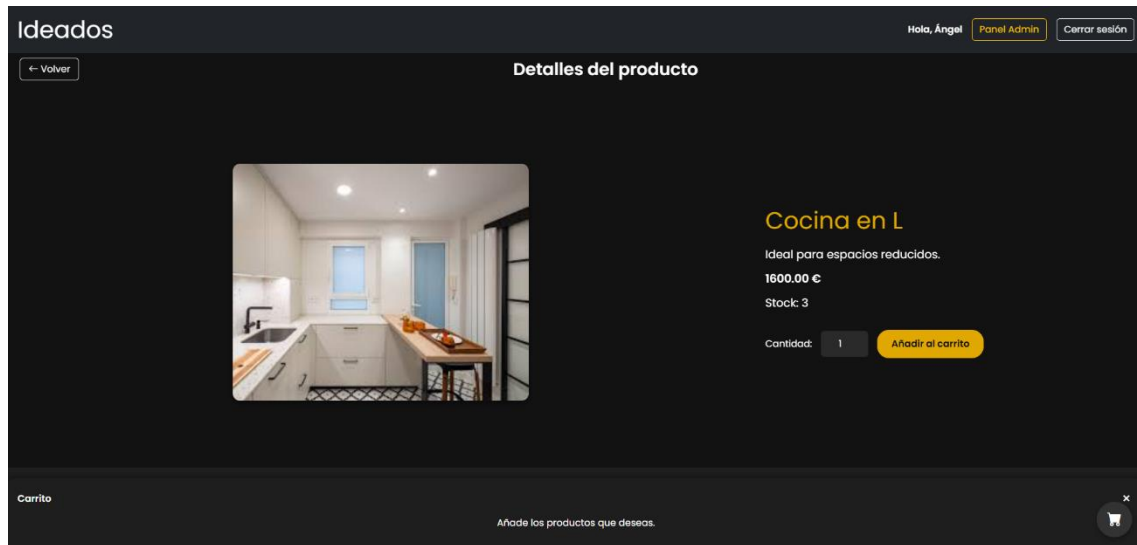 Ideados
Hola, Ángel
Panel Admin
Cerrar sesión
← Volver
Detalles del producto
Cocina en L
Ideal para espacios reducidos.
1600.00 €
Stock: 3
Cantidad: 1
Añadir al carrito
Carrito
×
Añade los productos que deseas.